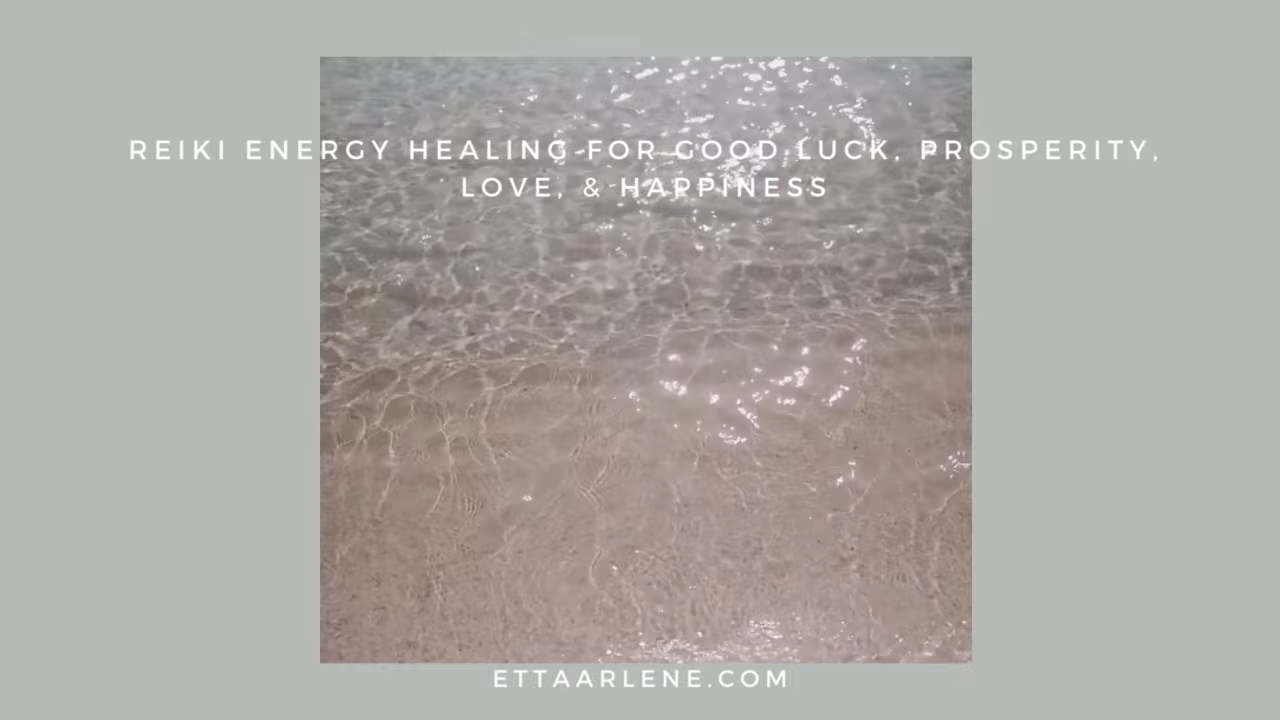 REIKI ENERGY HEALING FOR GOOD LUCK, PROSPERITY,
LOVE, & HAPPINESS
ETTAARLENE.COM